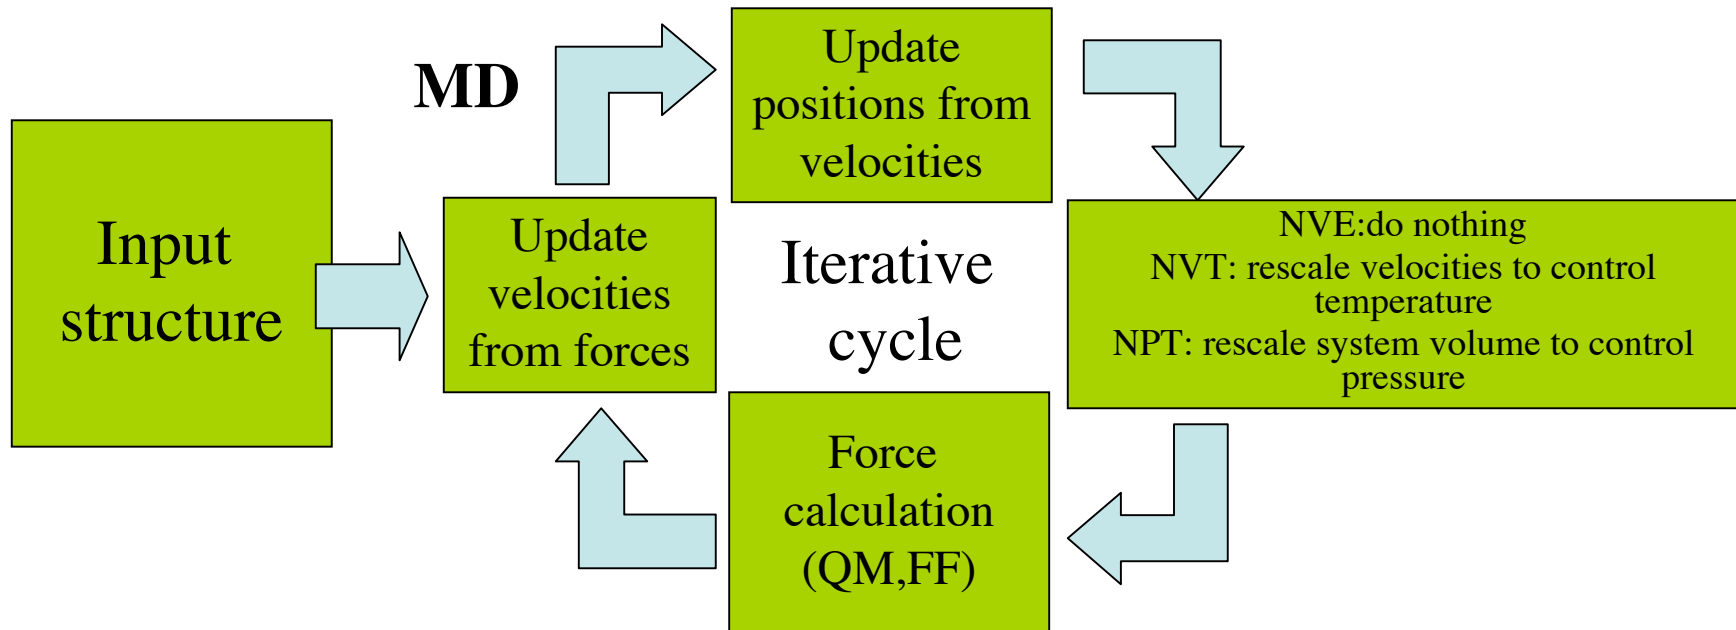 MD
Input
structure
Update
velocities
from forces
Update
positions from
velocities
Iterative
cycle
NVE:do nothing
NVT: rescale velocities to control
temperature
NPT: rescale system volume to control
pressure
Force
calculation
(QM,FF)